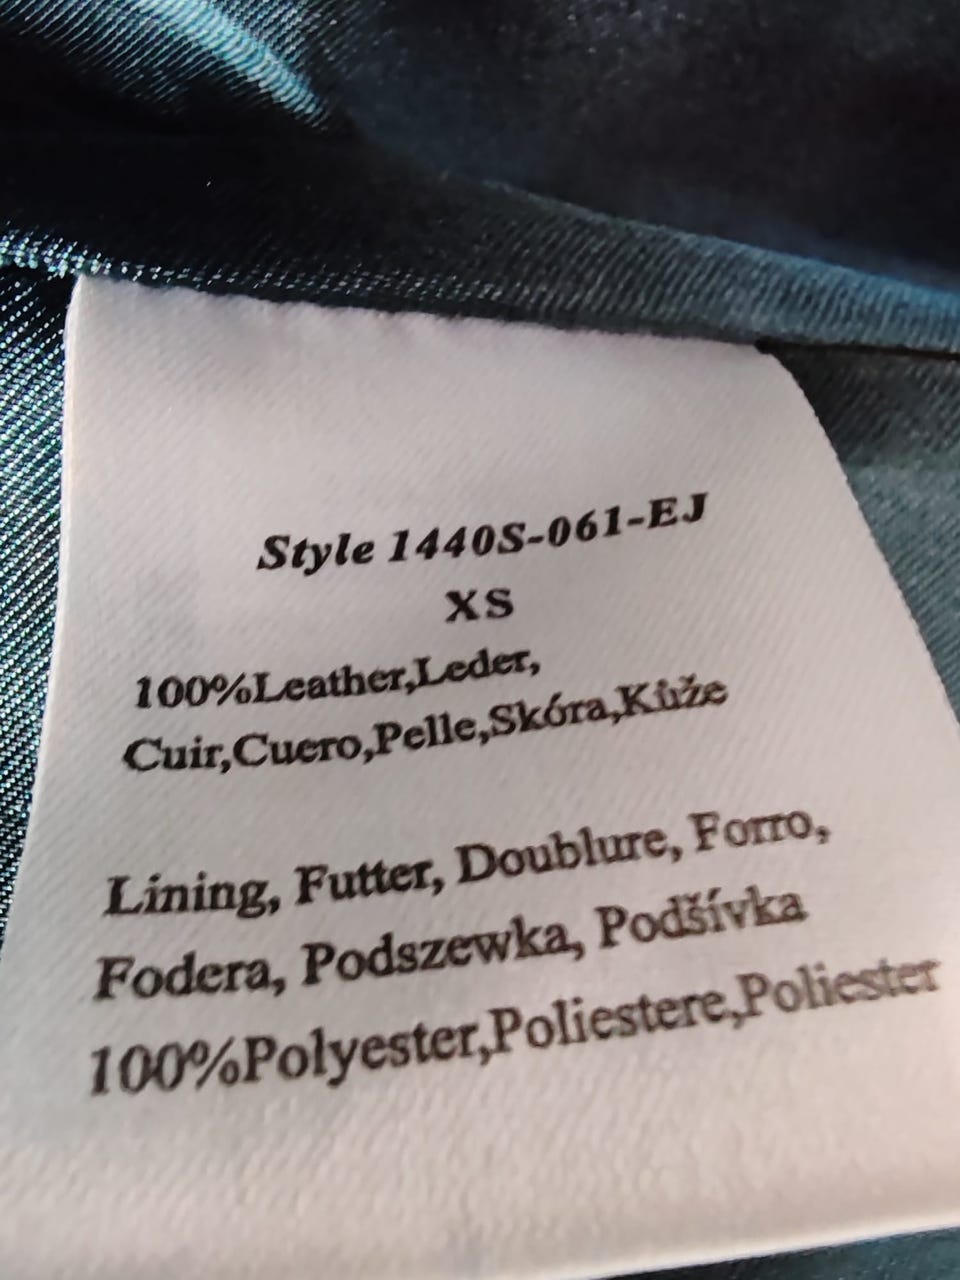 Style 1440S-061-EJ
XS
100%Leather,Leder,
Cuir,Cuero,Pelle,Skóra,Kůže
Lining, Futter, Doublure, Forro,
Fodera, Podszewka, Podšívka
100%Polyester,Poliestere,Poliester